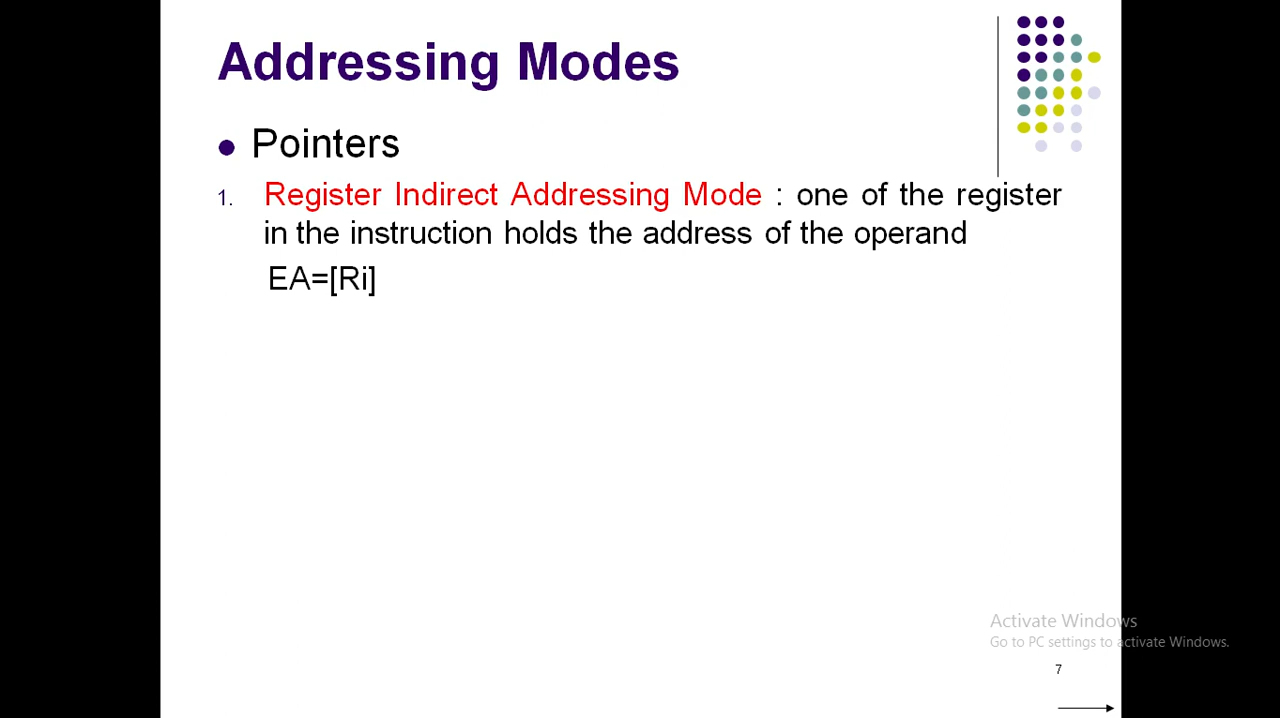 Addressing Modes
Pointers
1. Register Indirect Addressing Mode : one of the register
in the instruction holds the address of the operand
EA=[Ri]
Activate Windows
Go to PC settings to activate Windows.
7